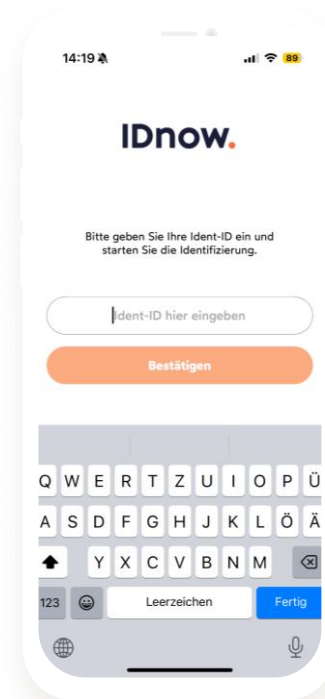 14:19
89
IDnow.
Bitte geben Sie Ihre Ident-ID ein und
starten Sie die Identifizierung.
Ident-ID hier eingeben
Bestätigen
Q W E R T Z U I O P Ü
A S D F G H J K L Ö Ä
Y X C V B N M
123 Leerzeichen Fertig